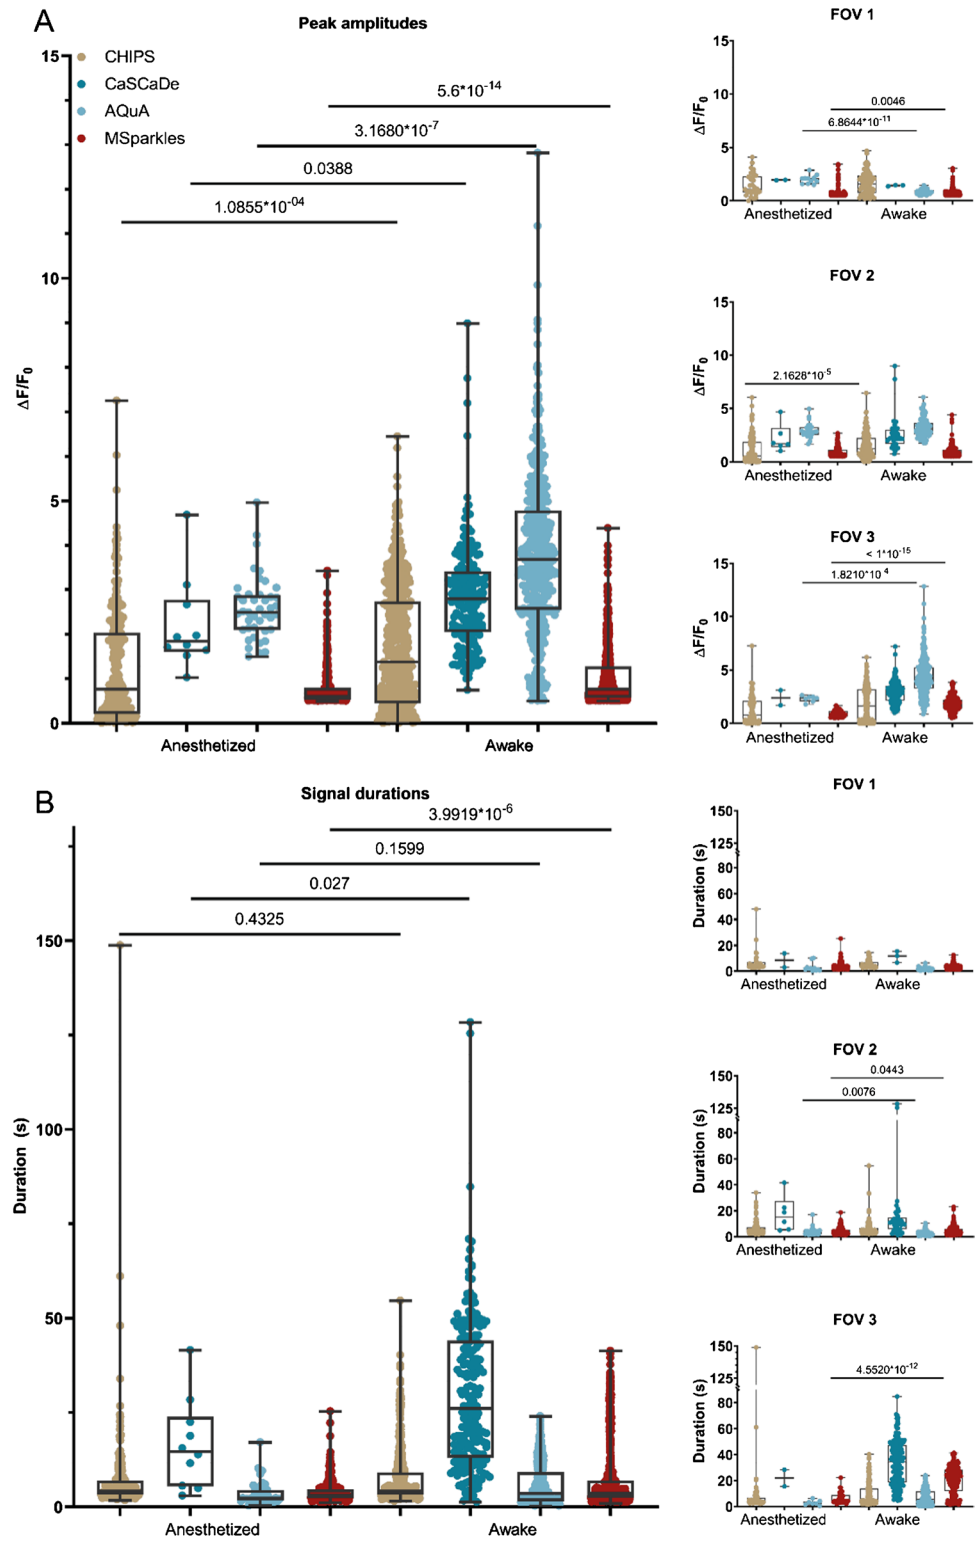 A
Peak amplitudes
CHIPS
CaSCaDe
AQuA
MSparkles
5.6*10-14
3.1680*10-7
0.0388
1.0855*10-04
15
10
5
0
ΔF/F0
Anesthetized
Awake
FOV 1
15
10
5
0
ΔF/F0
0.0046
6.8644*10-11
Anesthetized
Awake
FOV 2
15
10
5
0
ΔF/F0
2.1628*10-5
Anesthetized
Awake
FOV 3
15
10
5
0
ΔF/F0
< 1*10-15
1.8210*10 4
Anesthetized
Awake
B
Signal durations
3.9919*10-6
0.1599
0.027
0.4325
150
100
50
0
Duration (s)
Anesthetized
Awake
FOV 1
150
125
80
60
40
20
0
Duration (s)
Anesthetized
Awake
FOV 2
150
125
80
60
40
20
0
Duration (s)
0.0443
0.0076
Anesthetized
Awake
FOV 3
150
125
80
60
40
20
0
Duration (s)
4.5520*10-12
Anesthetized
Awake